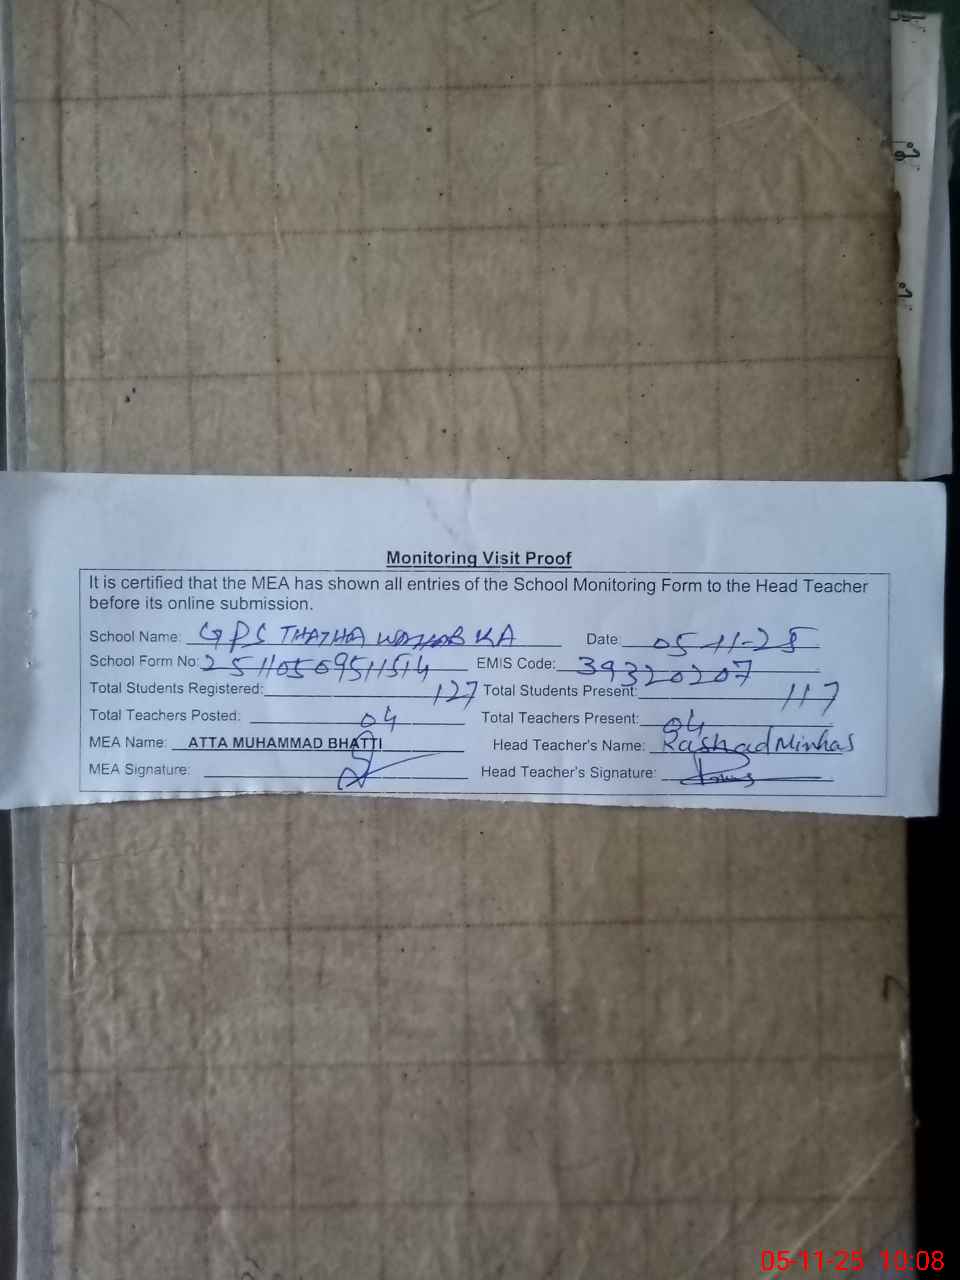 Monitoring Visit Proof
It is certified that the MEA has shown all entries of the School Monitoring Form to the Head Teacher
before its online submission.
School Name: GPS THATHA KA Date: 05-11-25
School Form No: 2511050951514 EMIS Code: 39320207
Total Students Registered: 127 Total Students Present: 117
Total Teachers Posted: 04 Total Teachers Present: 04
MEA Name: ATTA MUHAMMAD BHATTI Head Teacher's Name: Rashad Minhas
MEA Signature: Head Teacher's Signature:
05-11-25 10:08